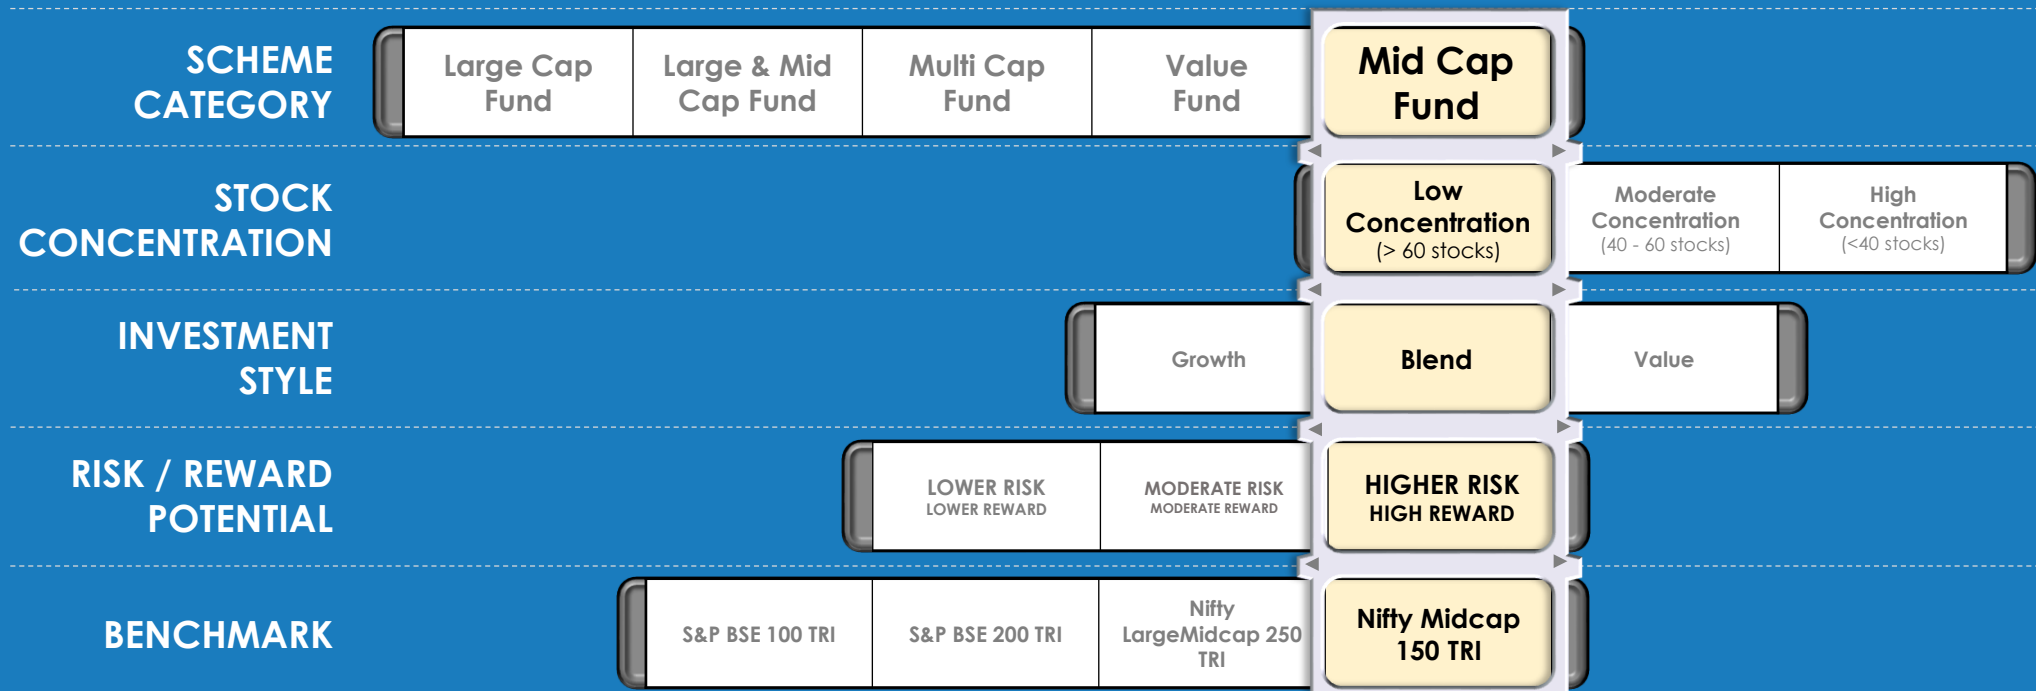 SCHEME
CATEGORY
Large Cap
Fund
Large & Mid
Cap Fund
Multi Cap
Fund
Value
Fund
Mid Cap
Fund
STOCK
CONCENTRATION
Low
Concentration
(> 60 stocks)
Moderate
Concentration
(40 - 60 stocks)
High
Concentration
(<40 stocks)
INVESTMENT
STYLE
Growth
Blend
Value
RISK / REWARD
POTENTIAL
LOWER RISK
LOWER REWARD
MODERATE RISK
MODERATE REWARD
HIGHER RISK
HIGH REWARD
BENCHMARK
S&P BSE 100 TRI
S&P BSE 200 TRI
Nifty
LargeMidcap 250
TRI
Nifty Midcap
150 TRI